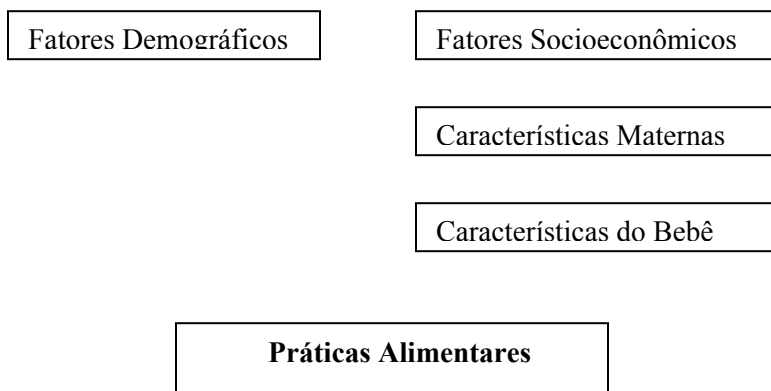 Fatores Demográficos
Fatores Socioeconômicos
Características Maternas
Características do Bebê
Práticas Alimentares